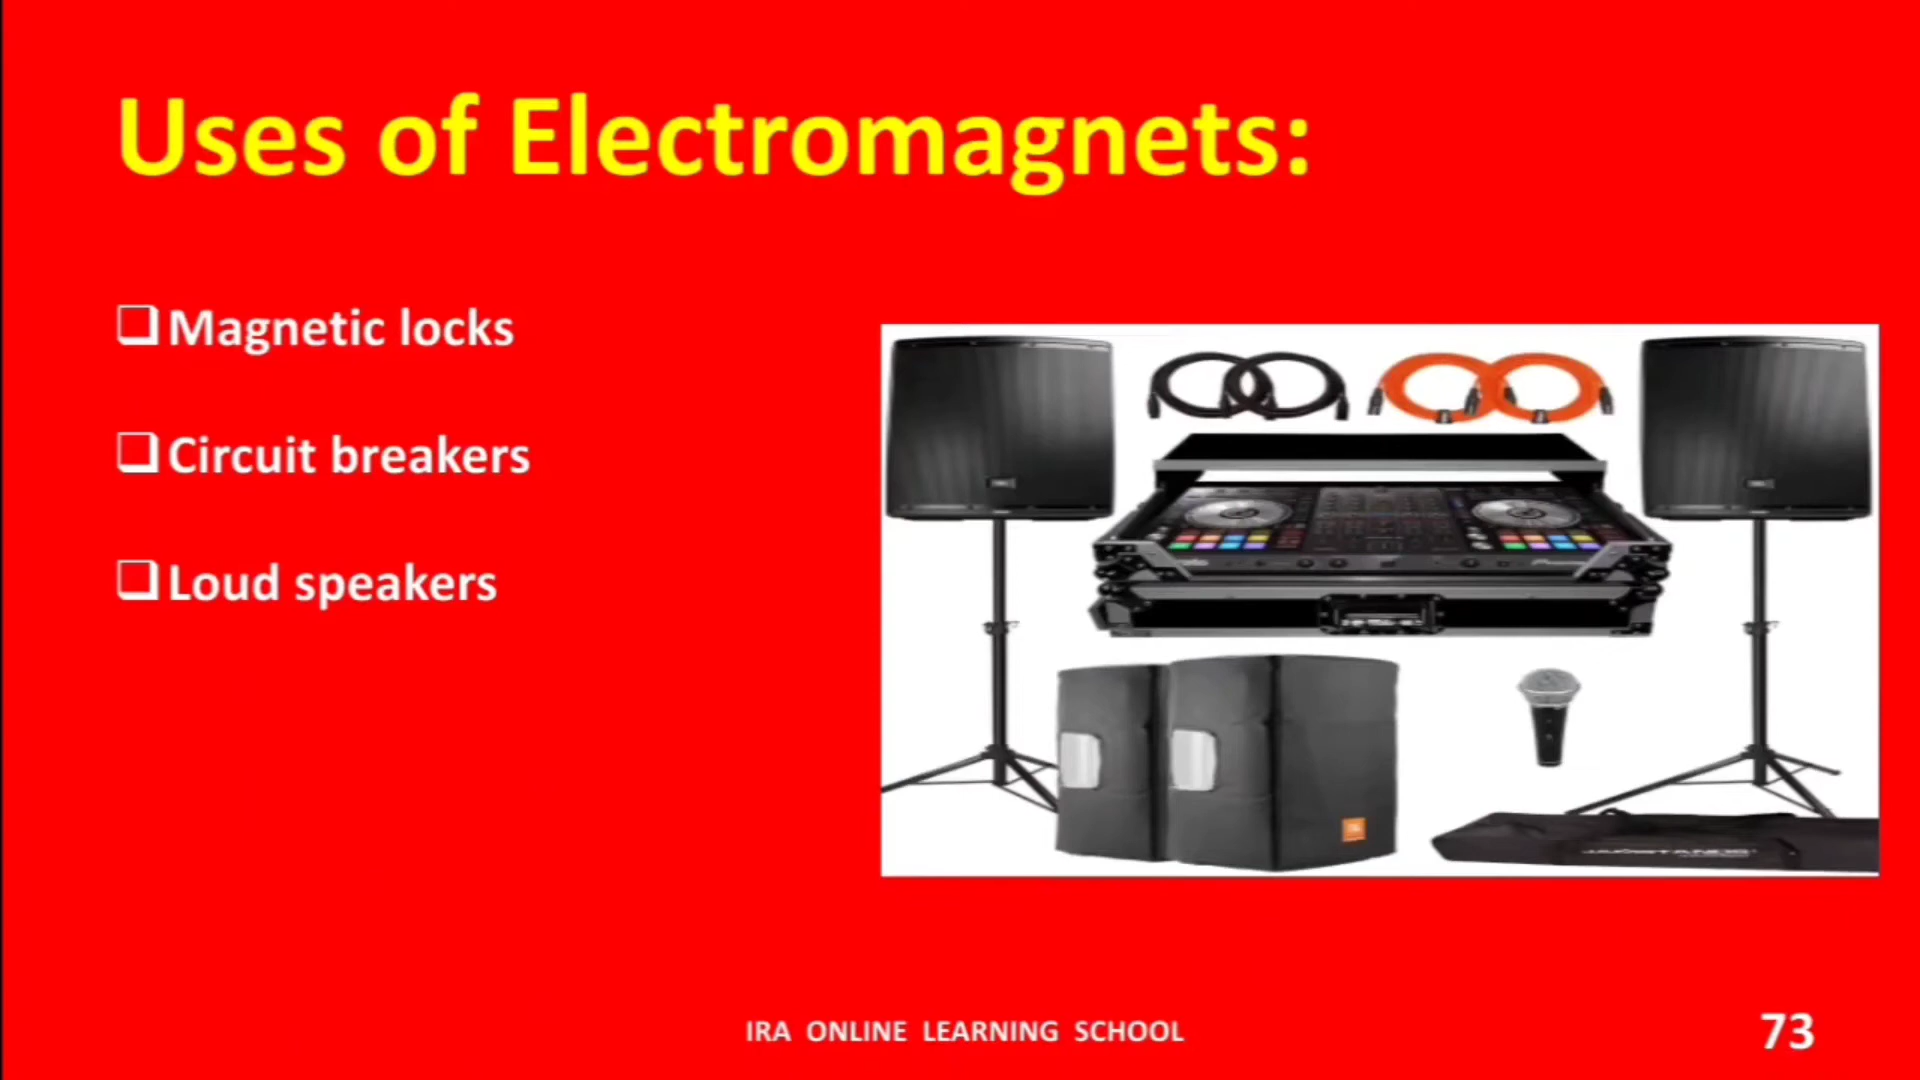 Uses of Electromagnets:
Magnetic locks
Circuit breakers
Loud speakers
IRA ONLINE LEARNING SCHOOL
73